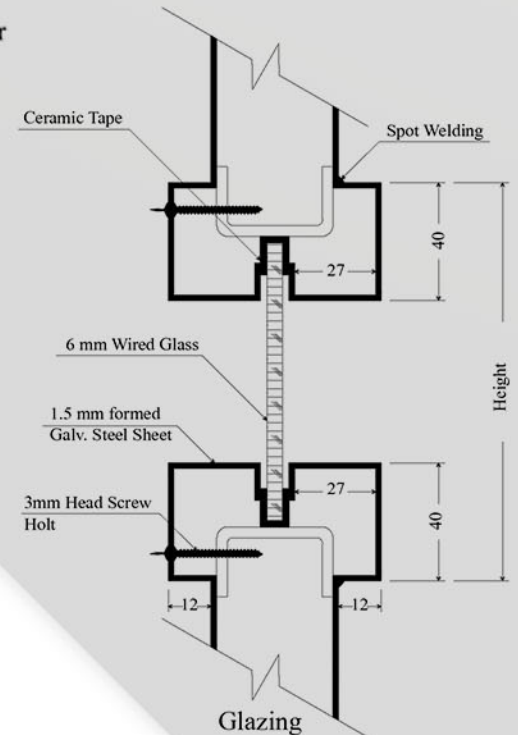 r
Ceramic Tape
Spot Welding
40
27
6 mm Wired Glass
Height
1.5 mm formed
Galv. Steel Sheet
27
3mm Head Screw
Holt
40
12
12
Glazing